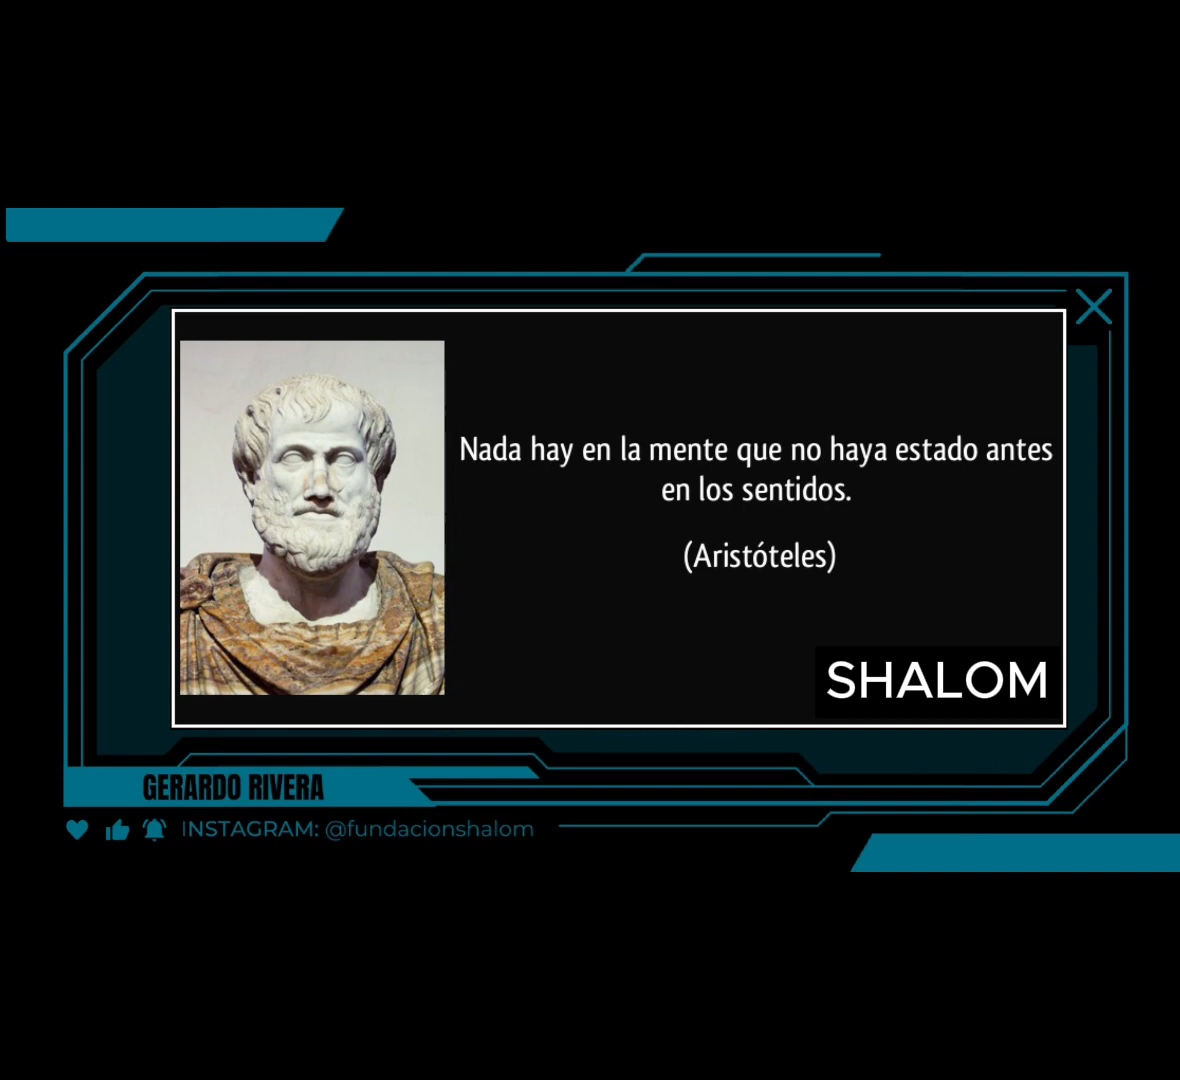 Nada hay en la mente que no haya estado antes
en los sentidos.
(Aristóteles)
SHALOM
GERARDO RIVERA
INSTAGRAM: @fundacionshalom